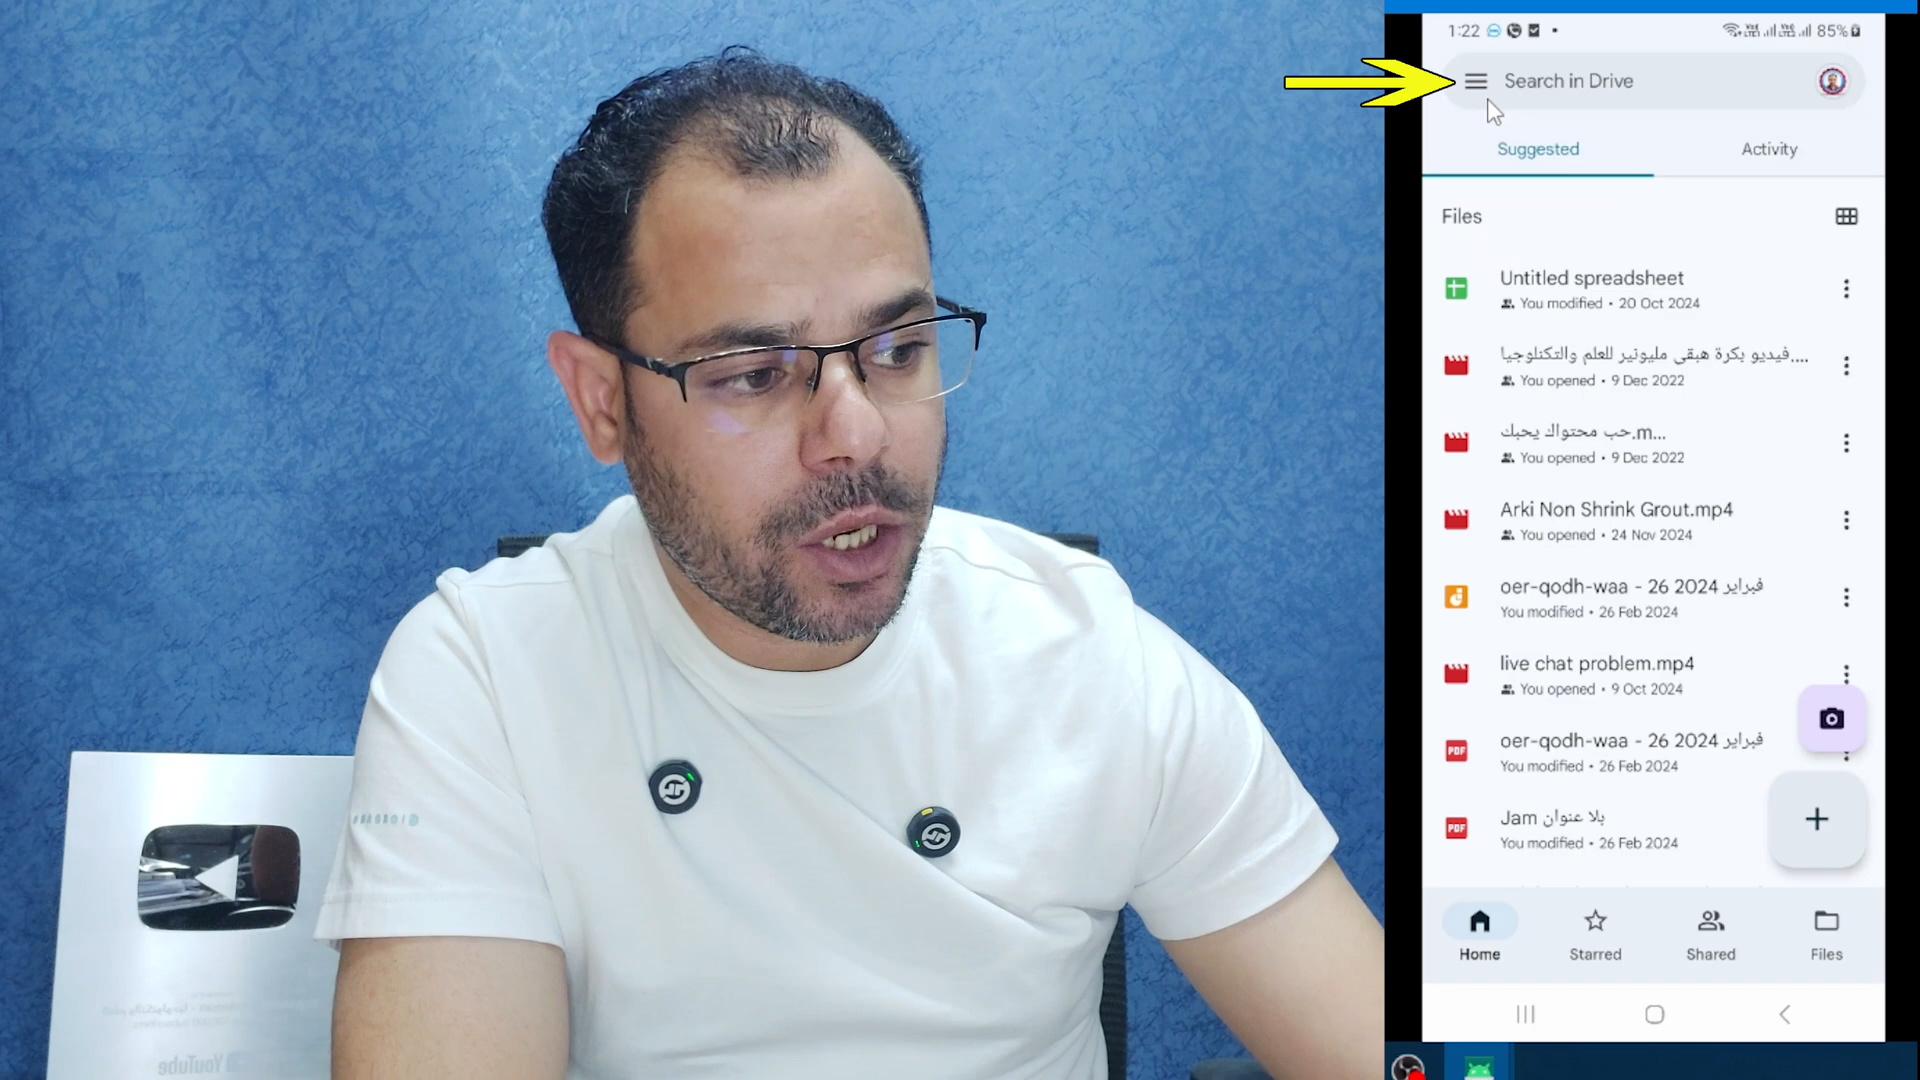 1:22
85%
Search in Drive
Suggested
Activity
Files
Untitled spreadsheet
You modified • 20 Oct 2024
فيديو بكرة هبقى مليونير للعلم والتكنلوجيا....
You opened • 9 Dec 2022
حب محتواك يحبك.m...
You opened • 9 Dec 2022
Arki Non Shrink Grout.mp4
You opened • 24 Nov 2024
oer-qodh-waa - 26 فبراير 2024
You modified • 26 Feb 2024
live chat problem.mp4
You opened • 9 Oct 2024
PDF
oer-qodh-waa - 26 فبراير 2024
You modified • 26 Feb 2024
PDF
Jam بلا عنوان
You modified • 26 Feb 2024
Home
Starred
Shared
Files
YouTube